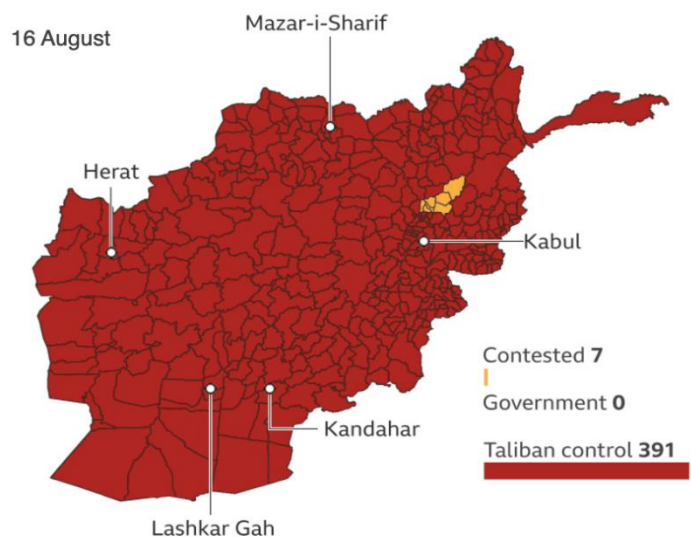 16 August
Mazar-i-Sharif
Herat
Kabul
Contested 7
Government 0
Kandahar
Taliban control 391
Lashkar Gah